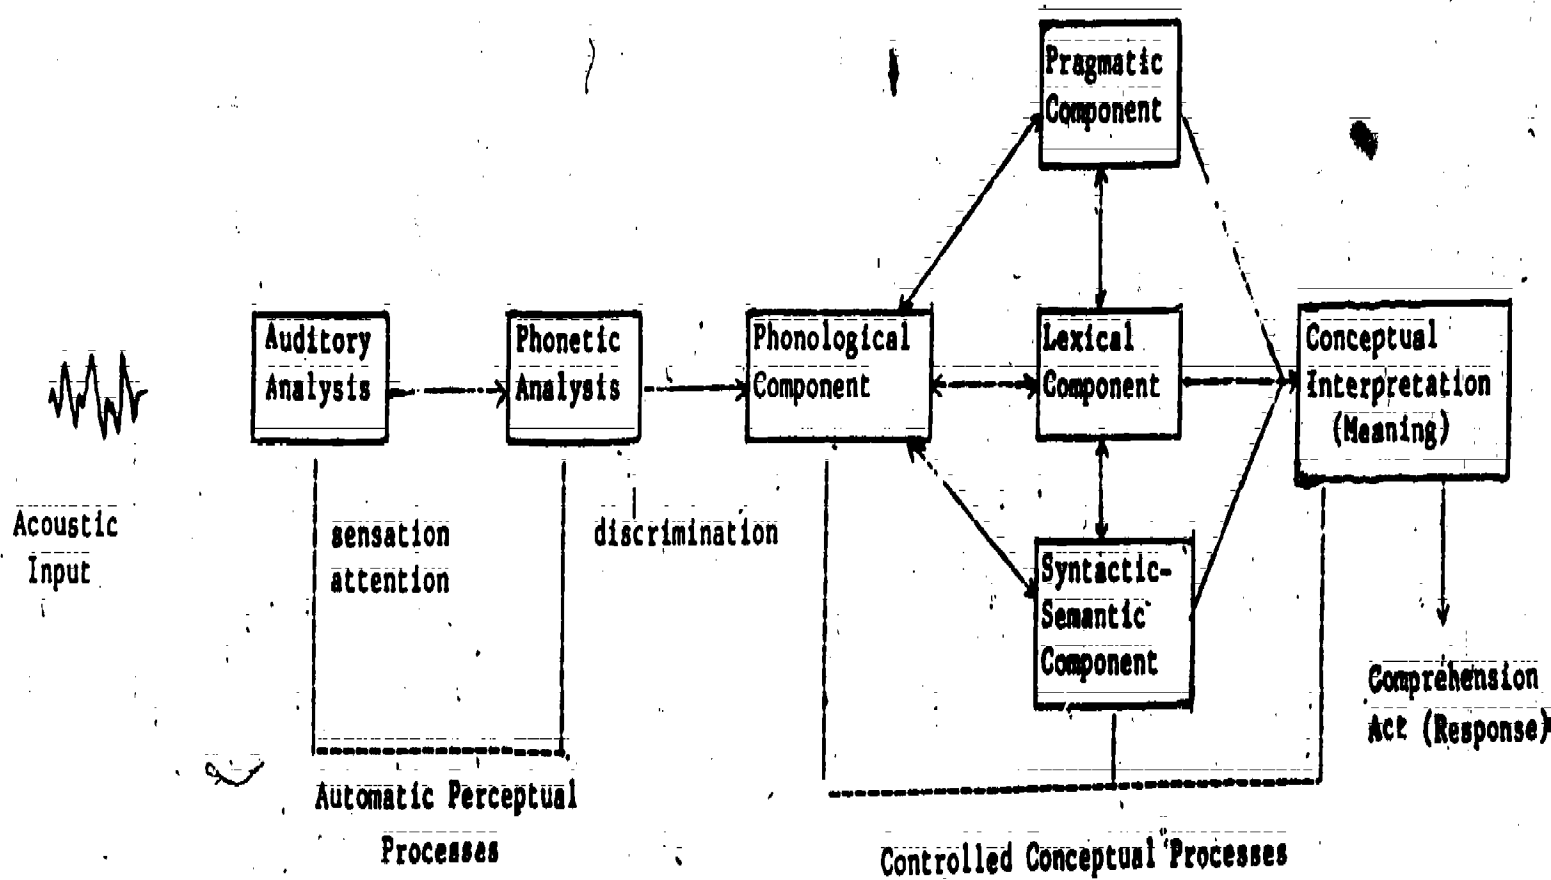 Pragmatic
Component
Auditory
Analysis
Phonetic
Analysis
Phonological
Component
Lexical
Component
Conceptual
Interpretation
(Meaning)
Acoustic
Input
sensation
attention
discrimination
Syntactic-
Semantic
Component
Comprehension
Act (Response)
Automatic Perceptual
Processes
Controlled Conceptual Processes